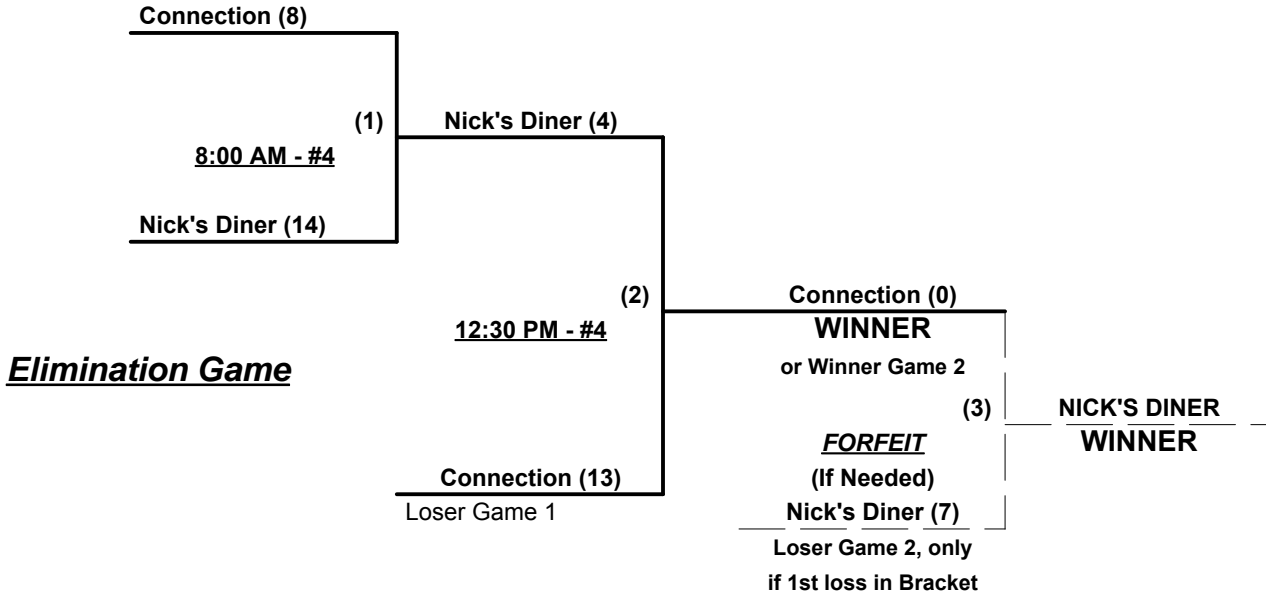 Connection (8)
(1)
Nick's Diner (4)
8:00 AM - #4
Nick's Diner (14)
(2)
Connection (0)
12:30 PM - #4
WINNER
Elimination Game
or Winner Game 2
(3)
NICK'S DINER
FORFEIT
WINNER
Connection (13)
(If Needed)
Loser Game 1
Nick's Diner (7)
Loser Game 2, only
if 1st loss in Bracket